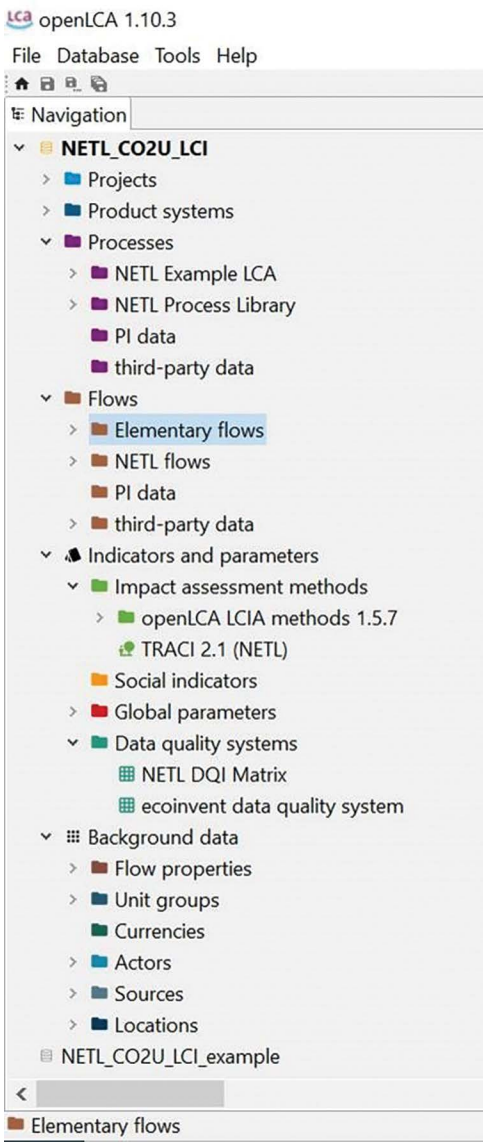 LCA openLCA 1.10.3
File Database Tools Help
Navigation
NETL_CO2U_LCI
Projects
Product systems
Processes
NETL Example LCA
NETL Process Library
PI data
third-party data
Flows
Elementary flows
NETL flows
PI data
third-party data
Indicators and parameters
Impact assessment methods
openLCA LCIA methods 1.5.7
TRACI 2.1 (NETL)
Social indicators
Global parameters
Data quality systems
NETL DQI Matrix
ecoinvent data quality system
Background data
Flow properties
Unit groups
Currencies
Actors
Sources
Locations
NETL_CO2U_LCI_example
Elementary flows